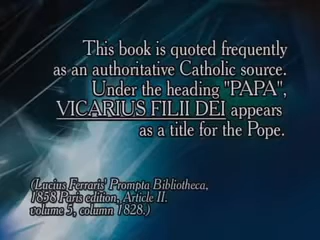 This book is quoted frequently
as an authoritative Catholic source.
Under the heading "PAPA",
VICARIUS FILII DEI appears
as a title for the Pope.
(Lucius Ferraris' Prompta Bibliotheca,
1858 Paris edition, Article II.
volume 5, column 1828.)